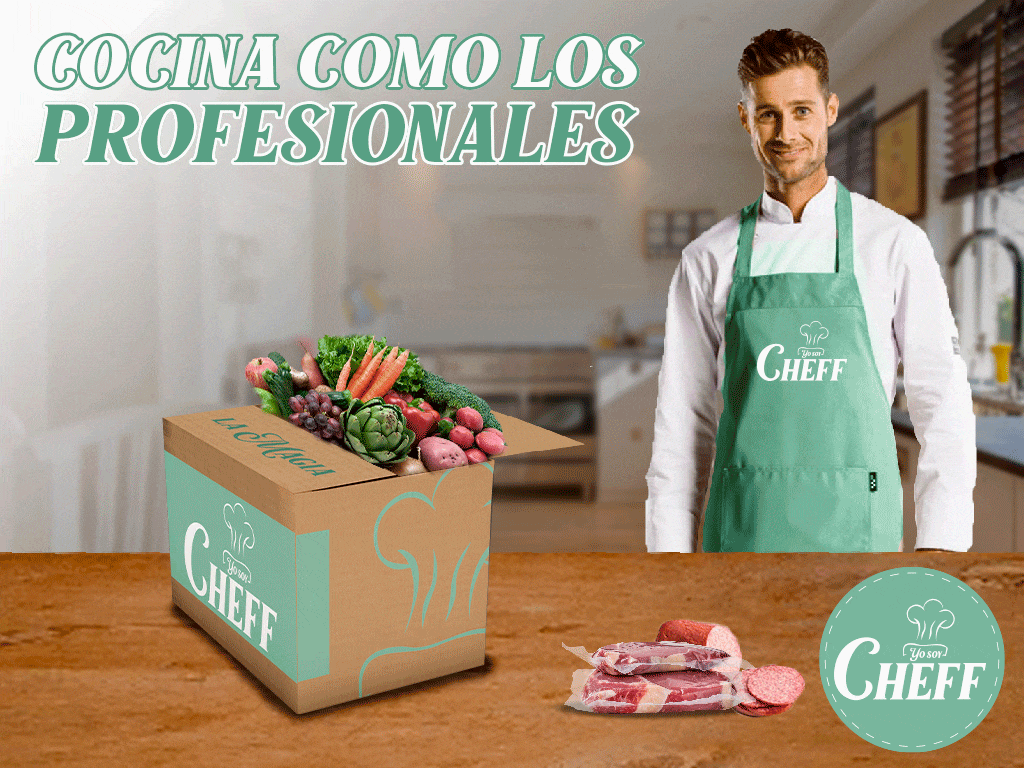 COCINA COMO LOS
PROFESIONALES
Yo soy
CHEFF
LA MAGIA
Yo soy
CHEFF
Yo soy
CHEFF